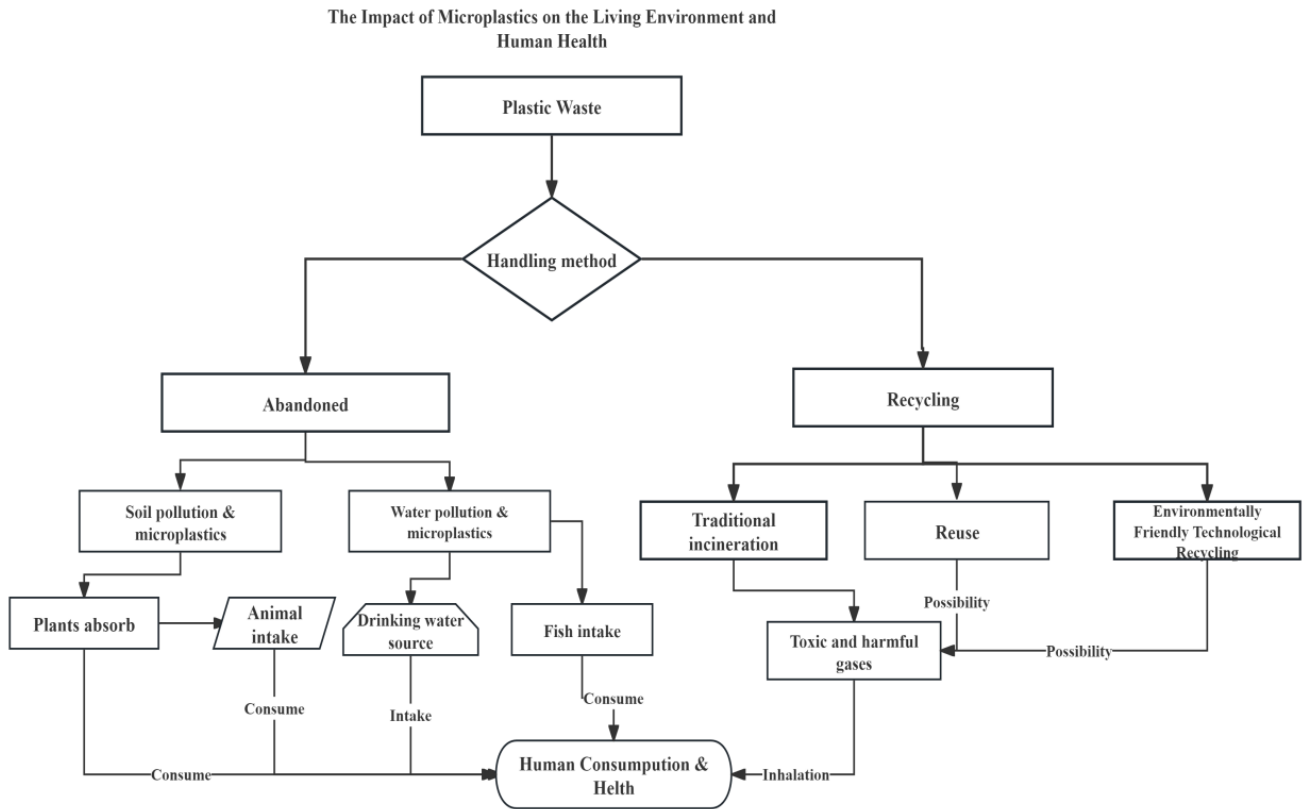 The Impact of Microplastics on the Living Environment and
Human Health
Plastic Waste
Handling method
Abandoned
Recycling
Soil pollution &
microplastics
Water pollution &
microplastics
Traditional
incineration
Reuse
Environmentally
Friendly Technological
Recycling
Plants absorb
Animal
intake
Drinking water
source
Fish intake
Possibility
Toxic and harmful
gases
Possibility
Consume
Intake
Consume
Consume
Human Consumpution &
Helth
Inhalation